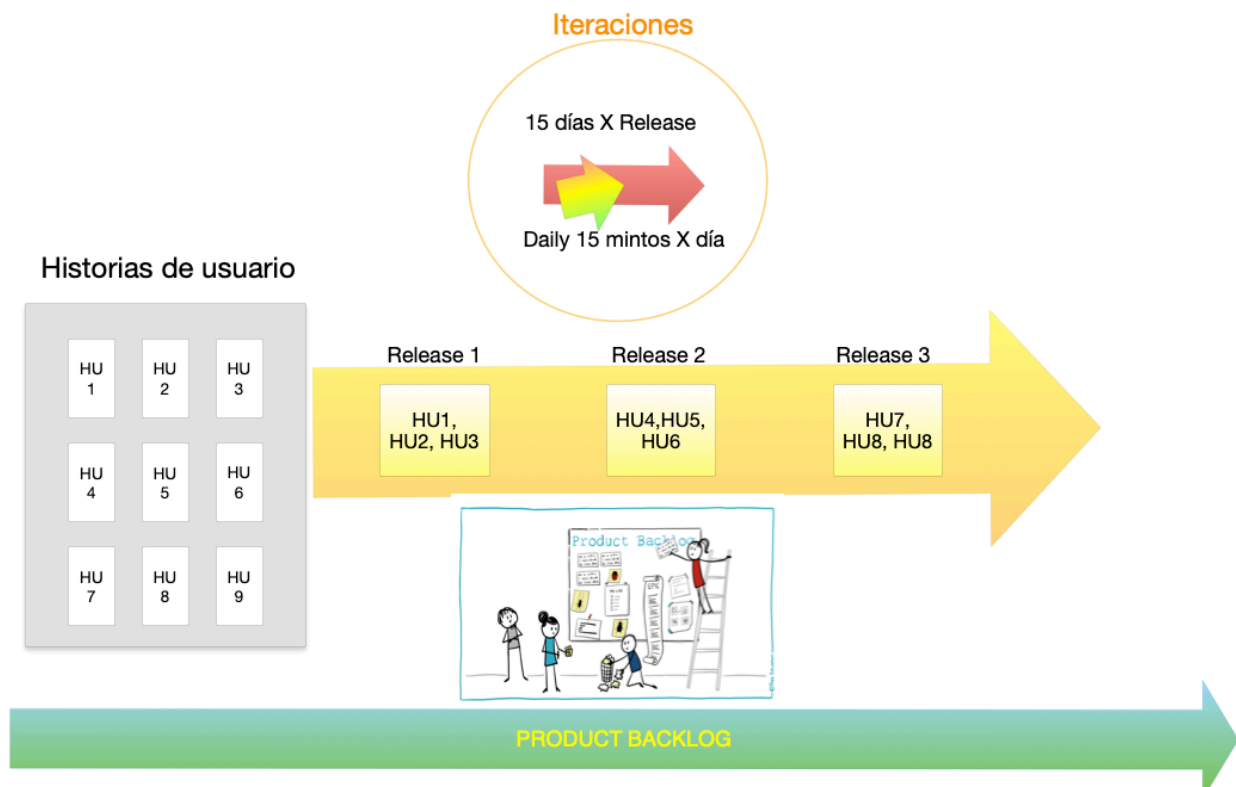 Iteraciones
15 días X Release
Daily 15 mintos X día
Historias de usuario
HU
1
HU
2
HU
3
HU
4
HU
5
HU
6
HU
7
HU
8
HU
9
Release 1
HU1,
HU2, HU3
Release 2
HU4,HU5,
HU6
Release 3
HU7,
HU8, HU8
Product Backlog
PRODUCT BACKLOG